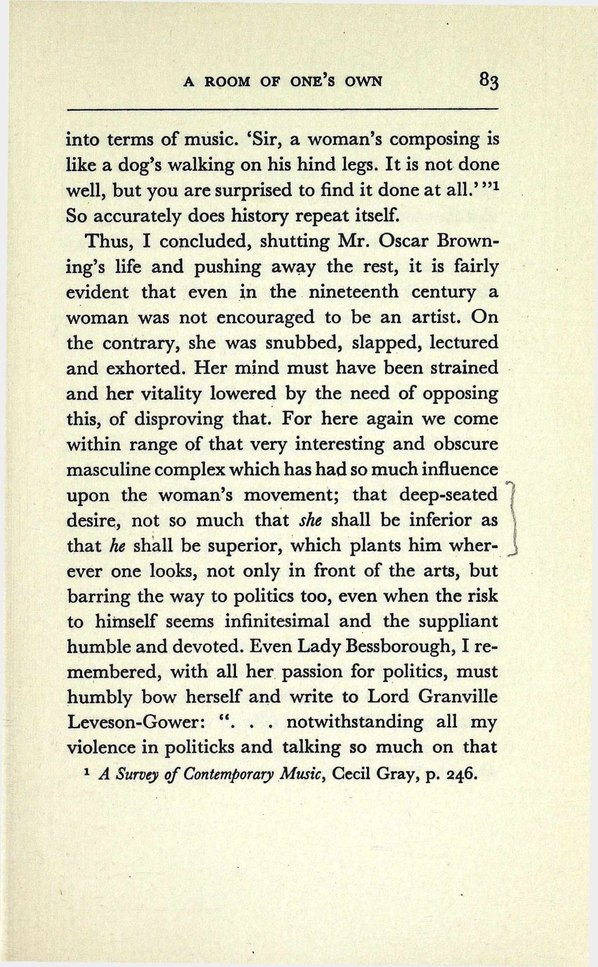 A ROOM OF ONE'S OWN 83
into terms of music. ‘Sir, a woman's composing is
like a dog's walking on his hind legs. It is not done
well, but you are surprised to find it done at all.’ ”1
So accurately does history repeat itself.
Thus, I concluded, shutting Mr. Oscar Brown-
ing's life and pushing away the rest, it is fairly
evident that even in the nineteenth century a
woman was not encouraged to be an artist. On
the contrary, she was snubbed, slapped, lectured
and exhorted. Her mind must have been strained
and her vitality lowered by the need of opposing
this, of disproving that. For here again we come
within range of that very interesting and obscure
masculine complex which has had so much influence
upon the woman's movement; that deep-seated
desire, not so much that she shall be inferior as
that he shall be superior, which plants him wher-
ever one looks, not only in front of the arts, but
barring the way to politics too, even when the risk
to himself seems infinitesimal and the suppliant
humble and devoted. Even Lady Bessborough, I re-
membered, with all her passion for politics, must
humbly bow herself and write to Lord Granville
Leveson-Gower: “. . . notwithstanding all my
violence in politicks and talking so much on that
1 A Survey of Contemporary Music, Cecil Gray, p. 246.